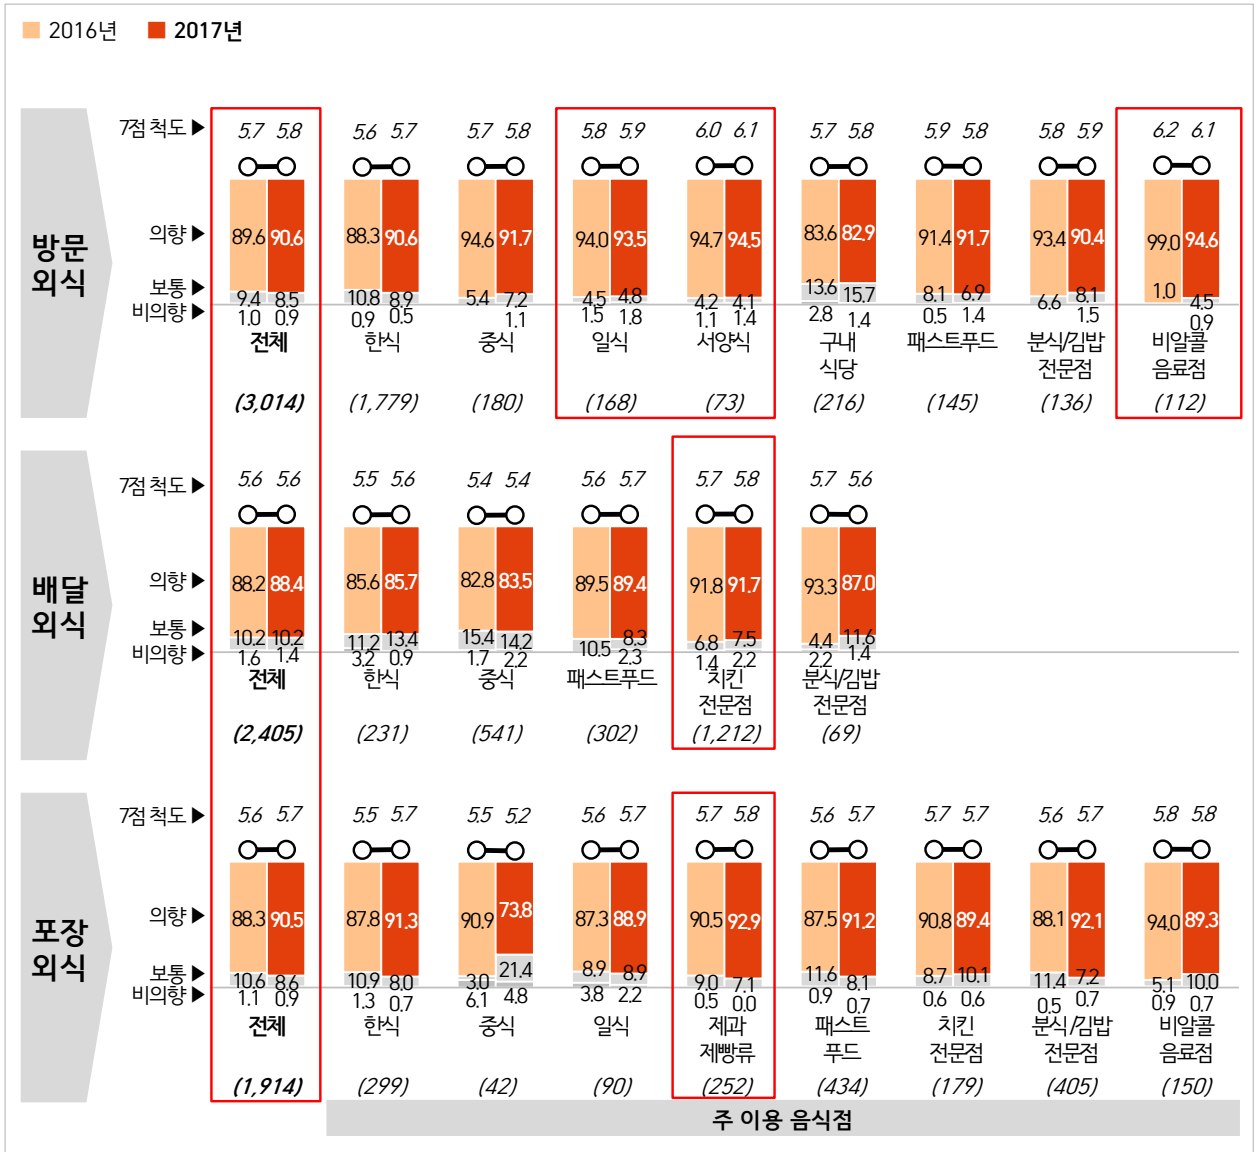 2016년 2017년
방문
외식
7점 척도 ▶ 5.7 5.8 5.6 5.7 5.7 5.8 5.8 5.9 6.0 6.1 5.7 5.8 5.9 5.8 5.8 5.9 6.2 6.1
의향 ▶ 89.6 90.6 88.3 90.6 94.6 91.7 94.0 93.5 94.7 94.5 83.6 82.9 91.4 91.7 93.4 90.4 99.0 94.6
보통 ▶ 9.4 8.5 10.8 8.9 5.4 7.2 4.5 4.8 4.2 4.1 13.6 15.7 8.1 6.9 6.6 8.1 1.0 4.5
비의향 ▶ 1.0 0.9 0.9 0.5 1.1 1.5 1.8 1.1 1.4 2.8 1.4 0.5 1.4 1.5 0.9
전체 한식 중식 일식 서양식 구내 패스트푸드 분식/김밥 비알콜
식당 전문점 음료점
(3,014) (1,779) (180) (168) (73) (216) (145) (136) (112)
배달
외식
7점 척도 ▶ 5.6 5.6 5.5 5.6 5.4 5.4 5.6 5.7 5.7 5.8 5.7 5.6
의향 ▶ 88.2 88.4 85.6 85.7 82.8 83.5 89.5 89.4 91.8 91.7 93.3 87.0
보통 ▶ 10.2 10.2 11.2 13.4 15.4 14.2 10.5 8.3 6.8 7.5 4.4 11.6
비의향 ▶ 1.6 1.4 3.2 0.9 1.7 2.2 2.3 1.4 2.2 2.2 1.4
전체 한식 중식 패스트푸드 치킨 분식/김밥
전문점 전문점
(2,405) (231) (541) (302) (1,212) (69)
포장
외식
7점 척도 ▶ 5.6 5.7 5.5 5.7 5.5 5.2 5.6 5.7 5.7 5.8 5.6 5.7 5.7 5.7 5.6 5.7 5.8 5.8
의향 ▶ 88.3 90.5 87.8 91.3 90.9 73.8 87.3 88.9 90.5 92.9 87.5 91.2 90.8 89.4 88.1 92.1 94.0 89.3
보통 ▶ 10.6 8.6 10.9 8.0 3.0 21.4 8.9 8.9 9.0 7.1 11.6 8.1 8.7 10.1 11.4 7.2 5.1 10.0
비의향 ▶ 1.1 0.9 1.3 0.7 6.1 4.8 3.8 2.2 0.5 0.0 0.9 0.7 0.6 0.6 0.5 0.7 0.9 0.7
전체 한식 중식 일식 제과 패스트 치킨 분식/김밥 비알콜
제빵류 푸드 전문점 전문점 음료점
(1,914) (299) (42) (90) (252) (434) (179) (405) (150)
주 이용 음식점